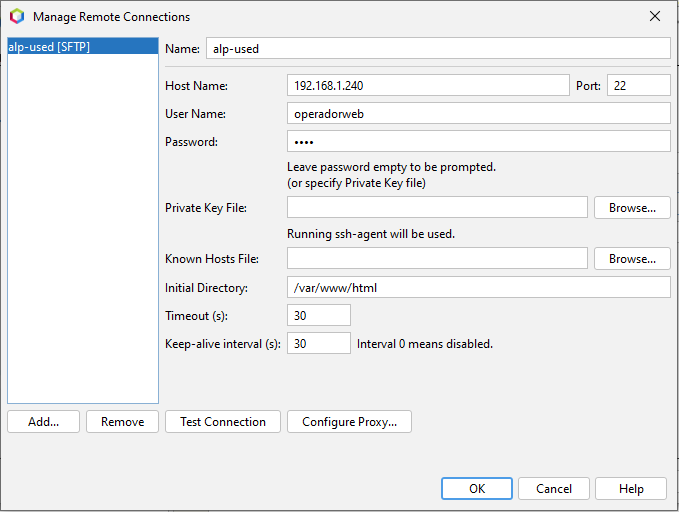 Manage Remote Connections
alp-used [SFTP]
Name: alp-used
Host Name: 192.168.1.240 Port: 22
User Name: operadorweb
Password: ••••
Leave password empty to be prompted.
(or specify Private Key file)
Private Key File: Browse...
Running ssh-agent will be used.
Known Hosts File: Browse...
Initial Directory: /var/www/html
Timeout (s): 30
Keep-alive interval (s): 30 Interval 0 means disabled.
Add... Remove Test Connection Configure Proxy...
OK Cancel Help